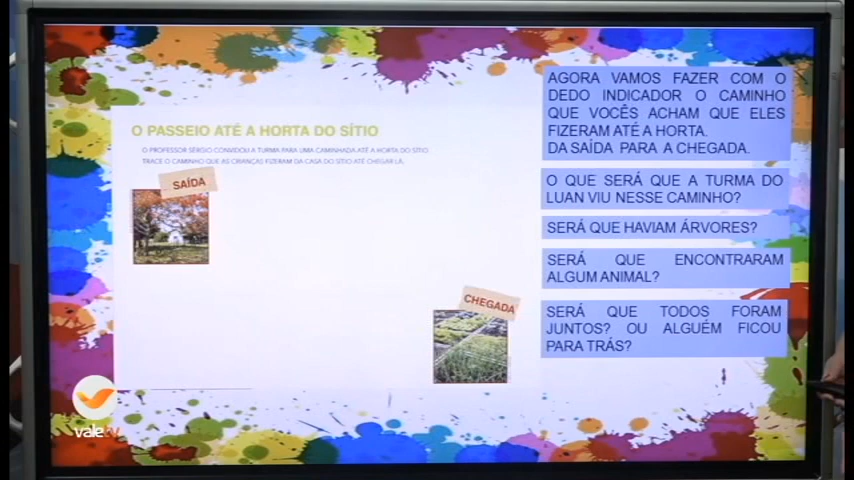 O PASSEIO ATÉ A HORTA DO SÍTIO
O PROFESSOR SÉRGIO CONVIDOU A TURMA PARA UMA CAMINHADA ATÉ A HORTA DO SÍTIO
TRACE O CAMINHO QUE AS CRIANÇAS FIZERAM DA CASA DO SÍTIO ATÉ CHEGAR LÁ.
SAÍDA
CHEGADA
AGORA VAMOS FAZER COM O
DEDO INDICADOR O CAMINHO
QUE VOCÊS ACHAM QUE ELES
FIZERAM ATÉ A HORTA.
DA SAÍDA PARA A CHEGADA.
O QUE SERÁ QUE A TURMA DO
LUAN VIU NESSE CAMINHO?
SERÁ QUE HAVIAM ÁRVORES?
SERÁ QUE ENCONTRARAM
ALGUM ANIMAL?
SERÁ QUE TODOS FORAM
JUNTOS? OU ALGUÉM FICOU
PARA TRÁS?
valetv